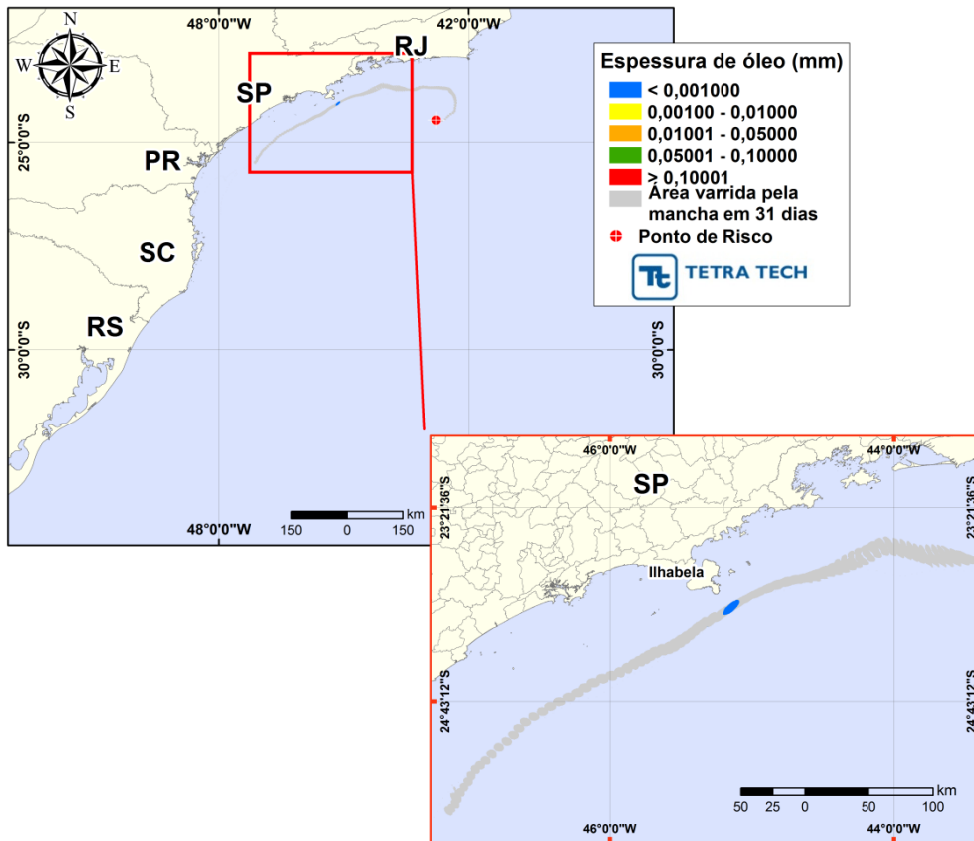 48°0'0"W
42°0'0"W
N
W
E
S
RJ
SP
25°0'0"S
PR
SC
RS
30°0'0"S
30°0'0"S
150
0
150
km
48°0'0"W
Espessura de óleo (mm)
< 0,001000
0,00100 - 0,01000
0,01001 - 0,05000
0,05001 - 0,10000
> 0,10001
Área varrida pela
mancha em 31 dias
Ponto de Risco
Tt
TETRA TECH
46°0'0"W
44°0'0"W
SP
23°21'36"S
23°21'36"S
Ilhabela
24°43'12"S
24°43'12"S
50
25
0
50
100
km
46°0'0"W
44°0'0"W